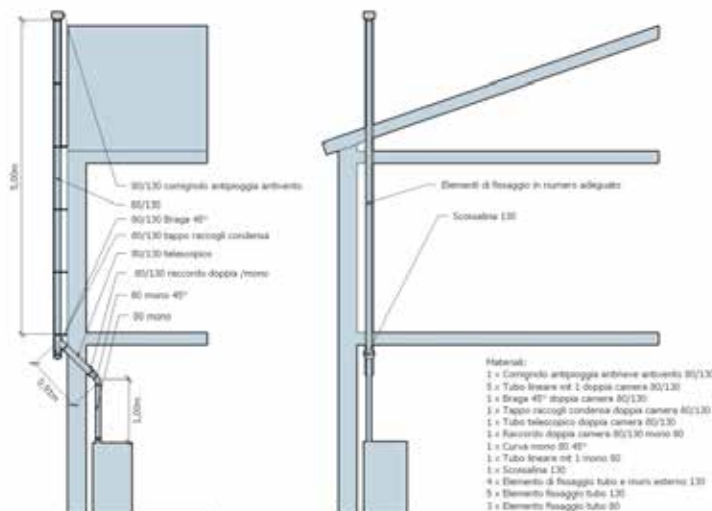 5,00m
80/130 comignolo antipioggia antivento
80/130
80/130 Braga 45°
80/130 tappo raccogli condensa
80/130 telescopico
80/130 raccordo doppia /mono
80 mono 45°
80 mono
0,92m
1,00m
Elementi di fissaggio in numero adeguato
Scossalina 130
Materiali:
1 x Comignolo antipioggia antineve antivento 80/130
5 x Tubo lineare mt 1 doppia camera 80/130
1 x Braga 45° doppia camera 80/130
1 x Tappo raccogli condensa doppia camera 80/130
1 x Tubo telescopico doppia camera 80/130
1 x Raccordo doppia camera 80/130 mono 80
1 x Curva mono 80 45°
1 x Tubo lineare mt 1 mono 80
1 x Scossalina 130
4 x Elemento di fissaggio tubo e muro esterno 130
5 x Elemento fissaggio tubo 130
3 x Elemento fissaggio tubo 80